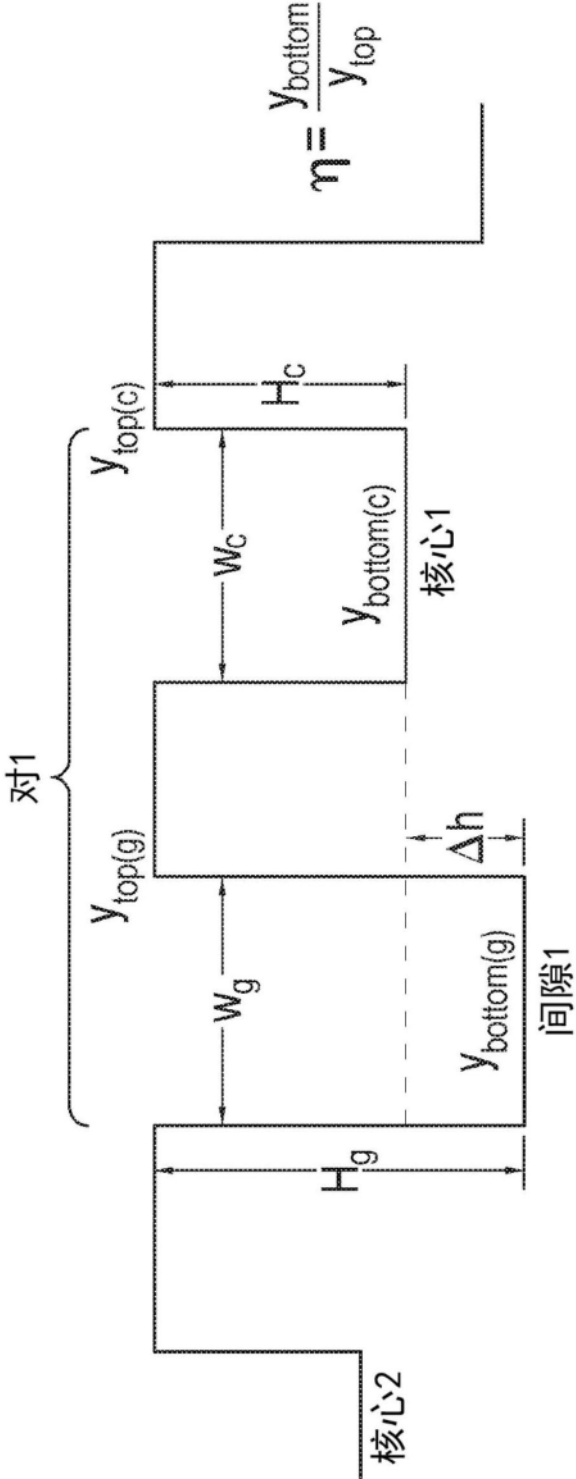 对1
y_top(g)
y_top(c)
W_g
W_c
H_g
H_c
y_bottom(g)
y_bottom(c)
Δh
核心2
间隙1
核心1
η= y_bottom / y_top